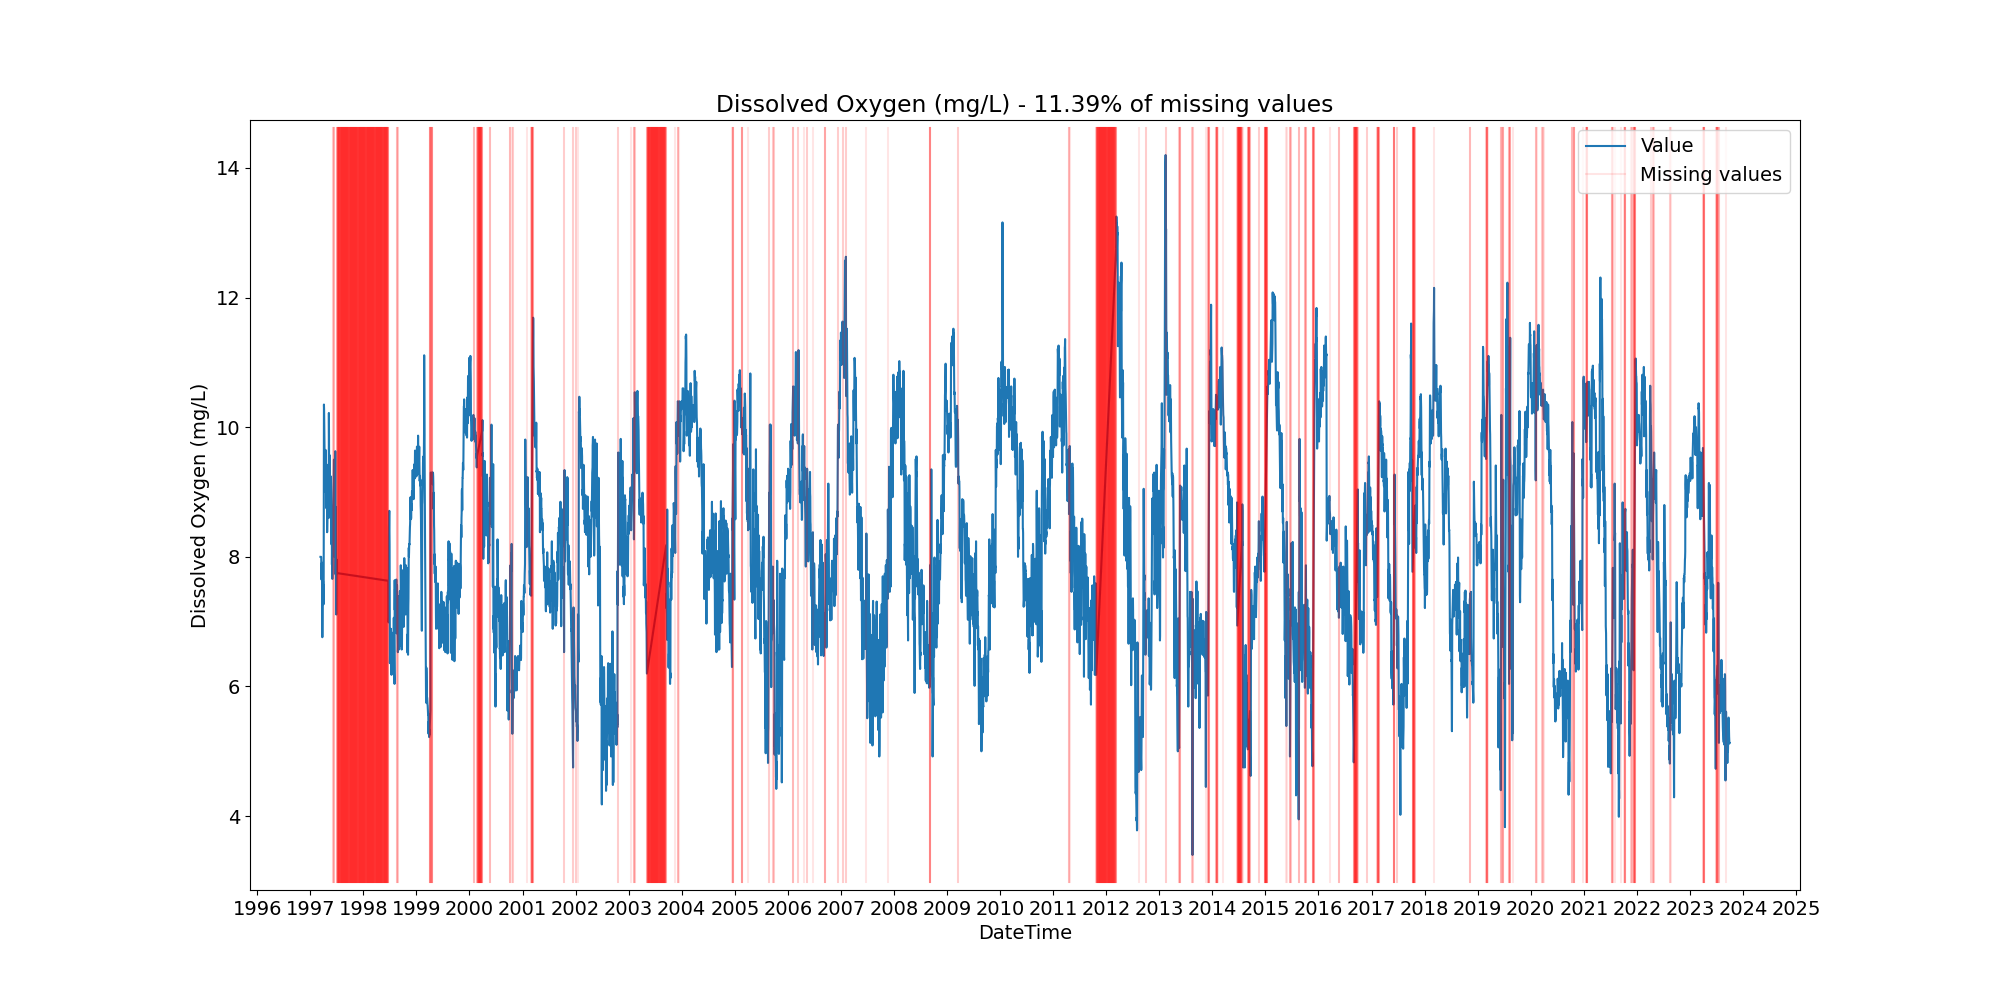 Dissolved Oxygen (mg/L) - 11.39% of missing values
Value
Missing values
14
12
10
8
6
4
Dissolved Oxygen (mg/L)
1996 1997 1998 1999 2000 2001 2002 2003 2004 2005 2006 2007 2008 2009 2010 2011 2012 2013 2014 2015 2016 2017 2018 2019 2020 2021 2022 2023 2024 2025
DateTime